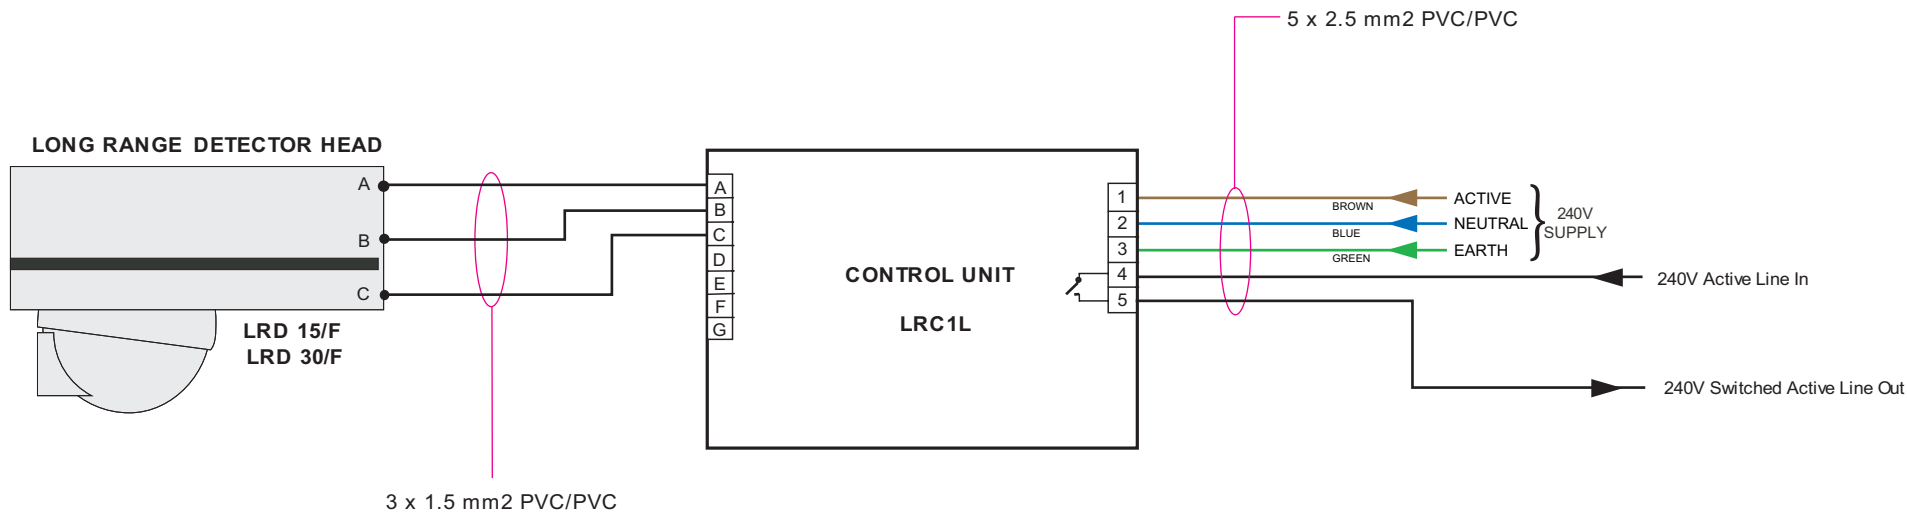 5 x 2.5 mm2 PVC/PVC
LONG RANGE DETECTOR HEAD
A
B
C
LRD 15/F
LRD 30/F
3 x 1.5 mm2 PVC/PVC
A
B
C
D
E
F
G
CONTROL UNIT
LRC1L
1
2
3
4
5
BROWN
BLUE
GREEN
ACTIVE
NEUTRAL
EARTH
240V
SUPPLY
240V Active Line In
240V Switched Active Line Out